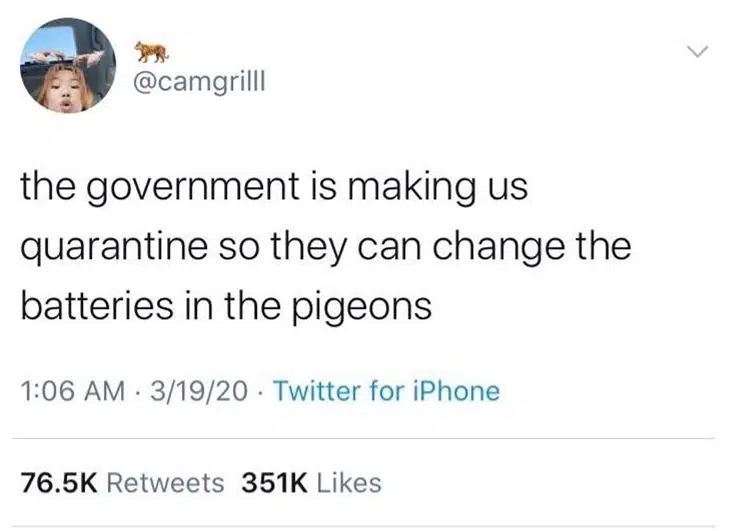 🐅
@camgrilll
the government is making us
quarantine so they can change the
batteries in the pigeons
1:06 AM · 3/19/20 · Twitter for iPhone
76.5K Retweets 351K Likes